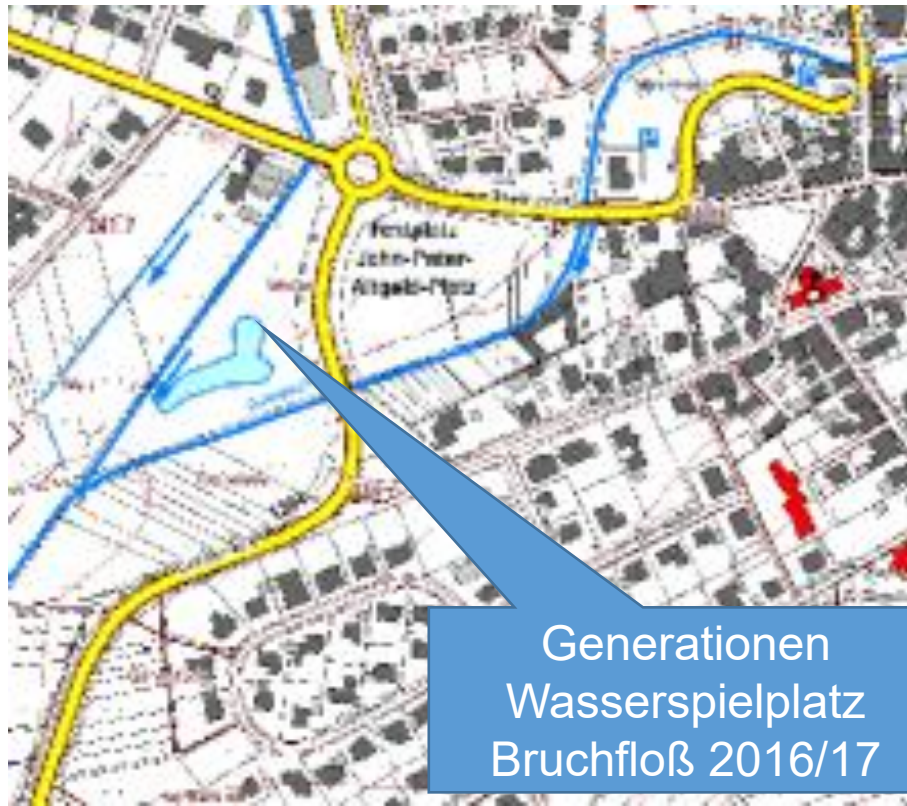 Festplatz
John-Peter-
Altgeld-Platz
Generationen
Wasserspielplatz
Bruchfloß 2016/17